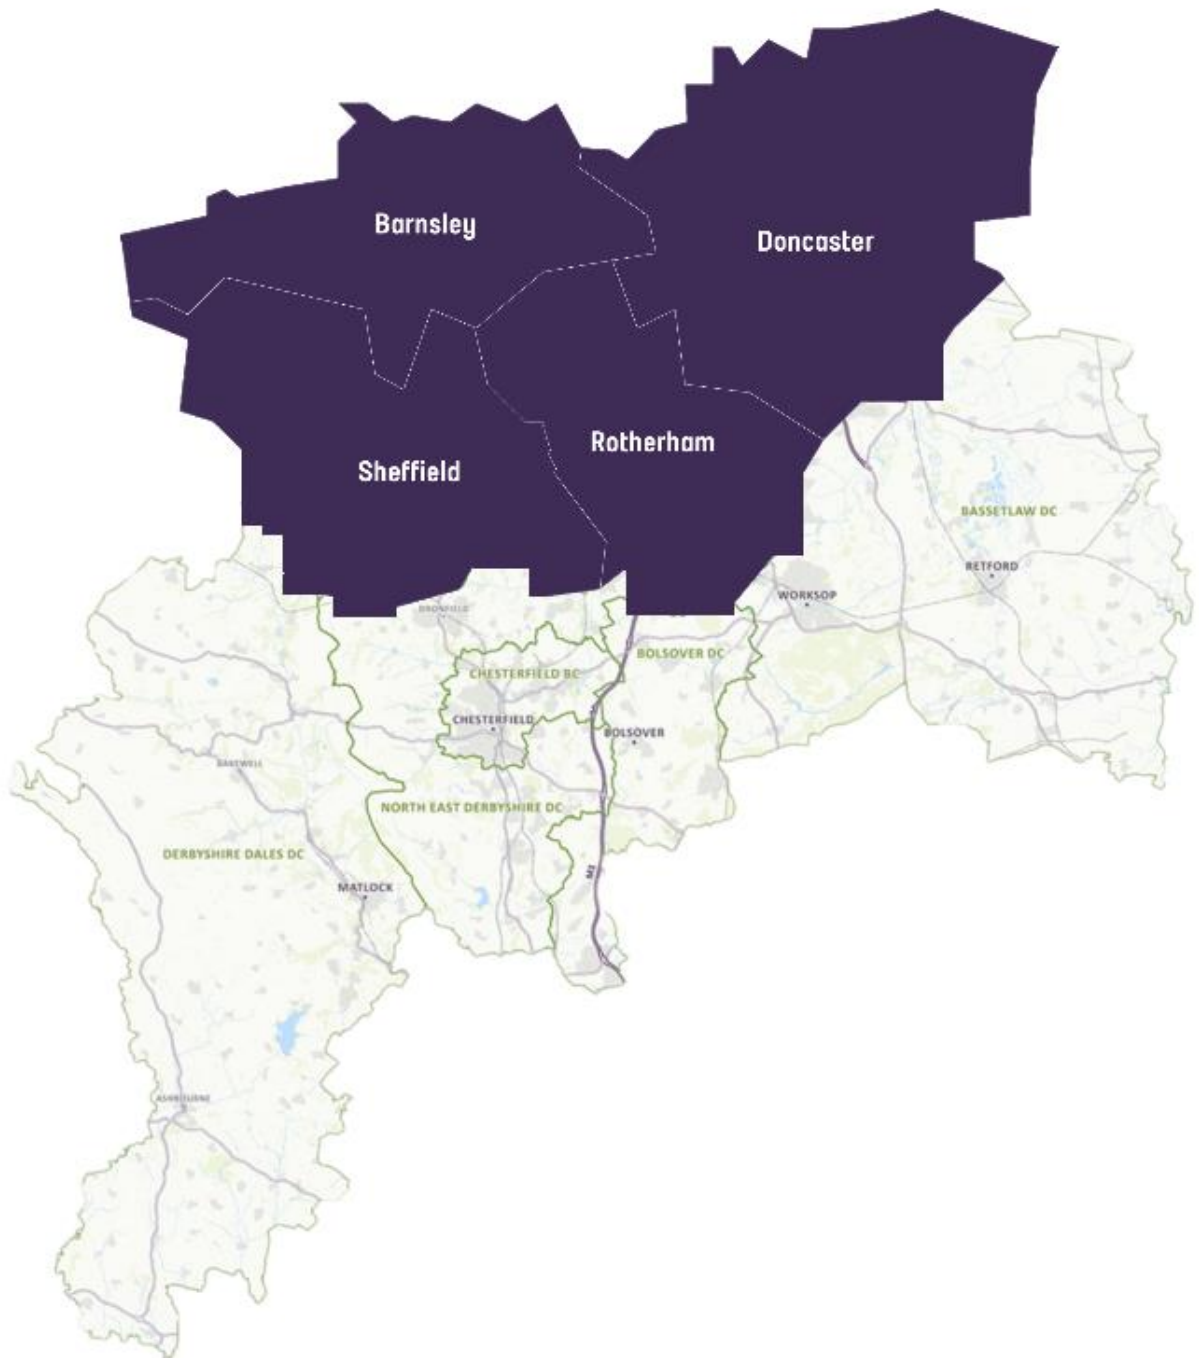 Barnsley
Doncaster
Rotherham
Sheffield
BASSETLAW DC
RETFORD
WORKSOP
DRONFIELD
BOLSOVER DC
CHESTERFIELD BC
CHESTERFIELD
BOLSOVER
BAKEWELL
NORTH EAST DERBYSHIRE DC
DERBYSHIRE DALES DC
M1
MATLOCK
ASHBOURNE